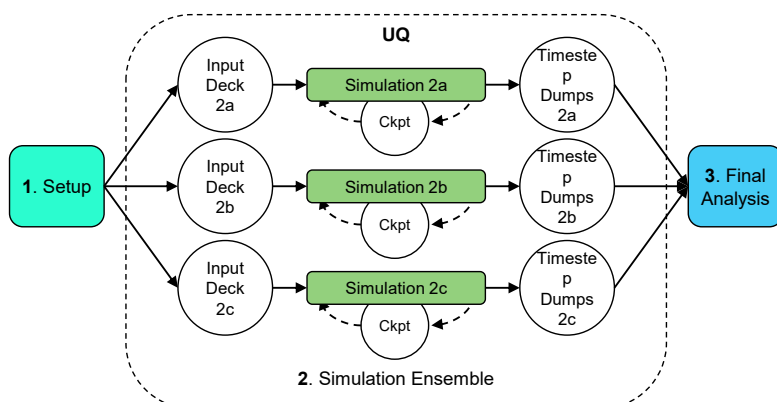 UQ
Input
Deck
2a
Simulation 2a
Ckpt
Timeste
p
Dumps
2a
1. Setup
Input
Deck
2b
Simulation 2b
Ckpt
Timeste
p
Dumps
2b
3. Final
Analysis
Input
Deck
2c
Simulation 2c
Ckpt
Timeste
p
Dumps
2c
2. Simulation Ensemble